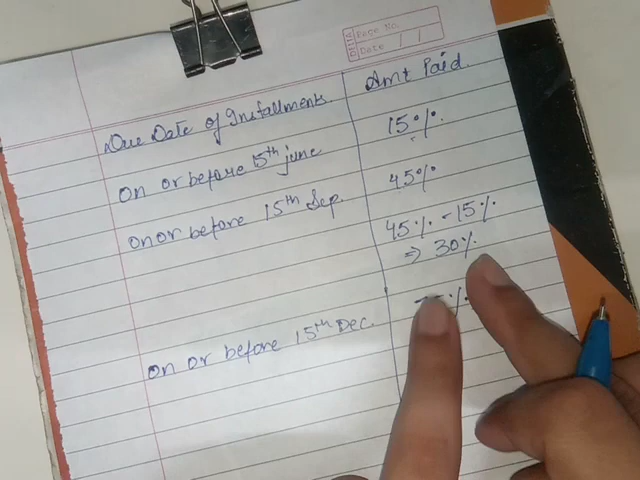 Page No.
Date / /
Due Date of Installments. Amt Paid.
on or before 15th june 15%.
on or before 15th Sep. 45%
45% - 15%
⇒ 30%.
on or before 15th Dec. %.